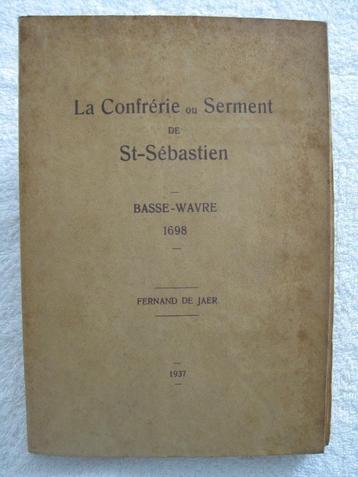 La Confrérie ou Serment
DE
St-Sébastien
BASSE-WAVRE
1698
FERNAND DE JAER
1937